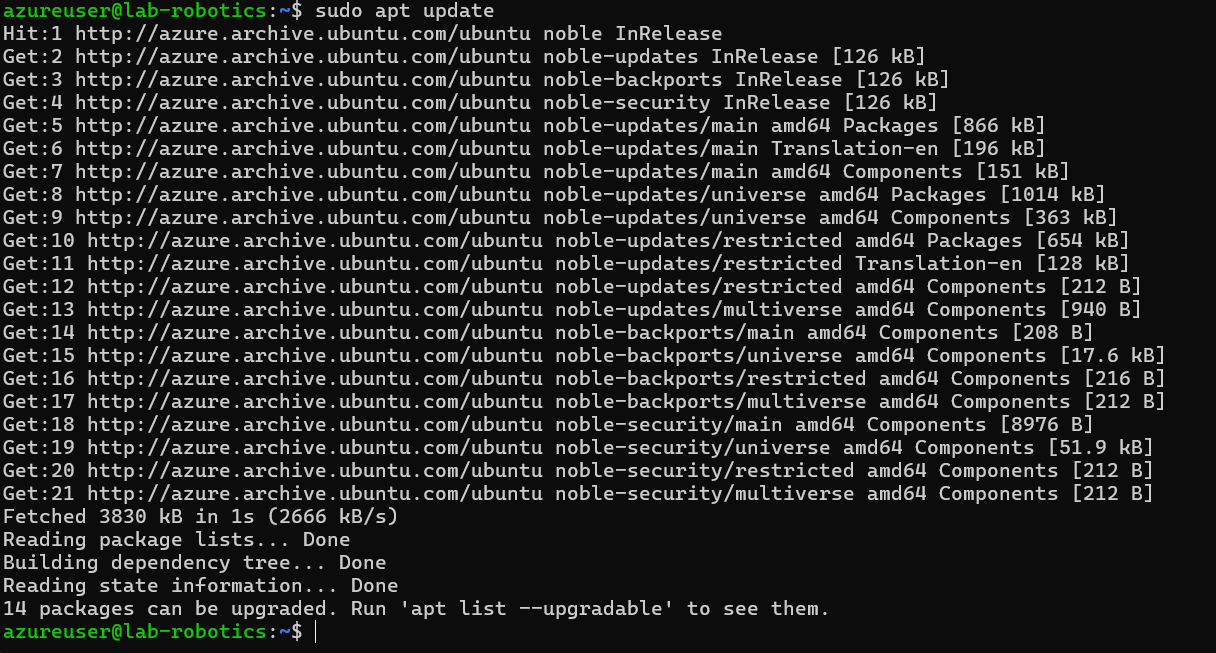 azureuser@lab-robotics:~$ sudo apt update
Hit:1 http://azure.archive.ubuntu.com/ubuntu noble InRelease
Get:2 http://azure.archive.ubuntu.com/ubuntu noble-updates InRelease [126 kB]
Get:3 http://azure.archive.ubuntu.com/ubuntu noble-backports InRelease [126 kB]
Get:4 http://azure.archive.ubuntu.com/ubuntu noble-security InRelease [126 kB]
Get:5 http://azure.archive.ubuntu.com/ubuntu noble-updates/main amd64 Packages [866 kB]
Get:6 http://azure.archive.ubuntu.com/ubuntu noble-updates/main Translation-en [196 kB]
Get:7 http://azure.archive.ubuntu.com/ubuntu noble-updates/main amd64 Components [151 kB]
Get:8 http://azure.archive.ubuntu.com/ubuntu noble-updates/universe amd64 Packages [1014 kB]
Get:9 http://azure.archive.ubuntu.com/ubuntu noble-updates/universe amd64 Components [363 kB]
Get:10 http://azure.archive.ubuntu.com/ubuntu noble-updates/restricted amd64 Packages [654 kB]
Get:11 http://azure.archive.ubuntu.com/ubuntu noble-updates/restricted Translation-en [128 kB]
Get:12 http://azure.archive.ubuntu.com/ubuntu noble-updates/restricted amd64 Components [212 B]
Get:13 http://azure.archive.ubuntu.com/ubuntu noble-updates/multiverse amd64 Components [940 B]
Get:14 http://azure.archive.ubuntu.com/ubuntu noble-backports/main amd64 Components [208 B]
Get:15 http://azure.archive.ubuntu.com/ubuntu noble-backports/universe amd64 Components [17.6 kB]
Get:16 http://azure.archive.ubuntu.com/ubuntu noble-backports/restricted amd64 Components [216 B]
Get:17 http://azure.archive.ubuntu.com/ubuntu noble-backports/multiverse amd64 Components [212 B]
Get:18 http://azure.archive.ubuntu.com/ubuntu noble-security/main amd64 Components [8976 B]
Get:19 http://azure.archive.ubuntu.com/ubuntu noble-security/universe amd64 Components [51.9 kB]
Get:20 http://azure.archive.ubuntu.com/ubuntu noble-security/restricted amd64 Components [212 B]
Get:21 http://azure.archive.ubuntu.com/ubuntu noble-security/multiverse amd64 Components [212 B]
Fetched 3830 kB in 1s (2666 kB/s)
Reading package lists... Done
Building dependency tree... Done
Reading state information... Done
14 packages can be upgraded. Run 'apt list --upgradable' to see them.
azureuser@lab-robotics:~$